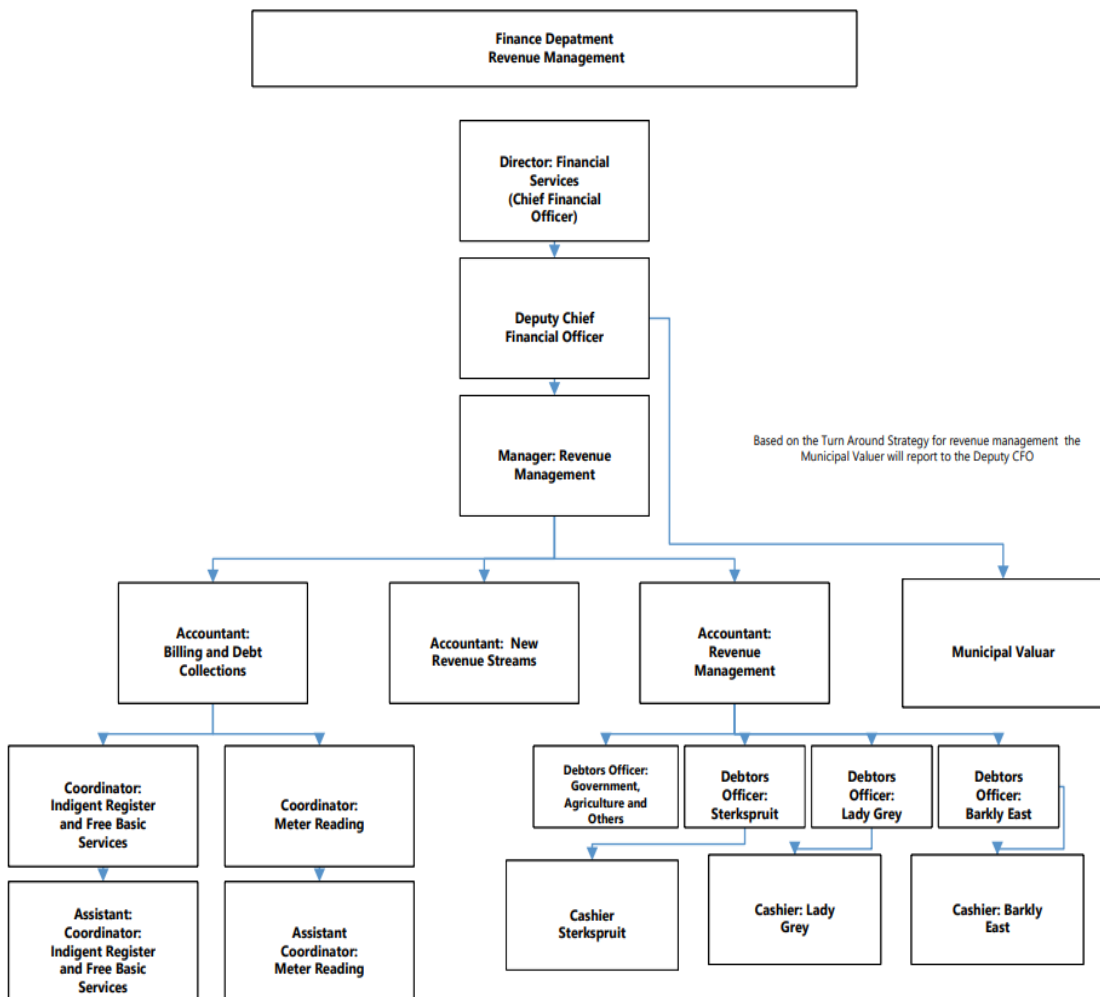 Finance Depatment
Revenue Management
Director: Financial
Services
(Chief Financial
Officer)
Deputy Chief
Financial Officer
Manager: Revenue
Management
Based on the Turn Around Strategy for revenue management the
Municipal Valuer will report to the Deputy CFO
Accountant:
Billing and Debt
Collections
Accountant: New
Revenue Streams
Accountant:
Revenue
Management
Municipal Valuar
Coordinator:
Indigent Register
and Free Basic
Services
Coordinator:
Meter Reading
Debtors Officer:
Government,
Agriculture and
Others
Debtors
Officer:
Sterkspruit
Debtors
Officer:
Lady Grey
Debtors
Officer:
Barkly East
Assistant:
Coordinator:
Indigent Register
and Free Basic
Services
Assistant
Coordinator:
Meter Reading
Cashier
Sterkspruit
Cashier: Lady
Grey
Cashier: Barkly
East